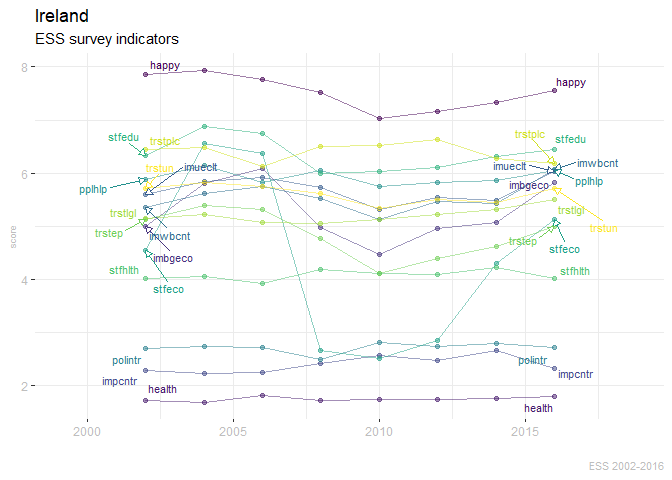 Ireland
ESS survey indicators
8
6
4
2
score
happy
happy
stfedu
trstplc
trstun
imueclt
pplhlp
trstlgl
trstep
imwbcnt
imbgeco
stfhlth
stfeco
trstplc
stfedu
imueclt
imwbcnt
imbgeco
pplhlp
trstlgl
trstun
trstep
stfeco
stfhlth
polintr
impcntr
health
polintr
impcntr
health
2000
2005
2010
2015
ESS 2002-2016